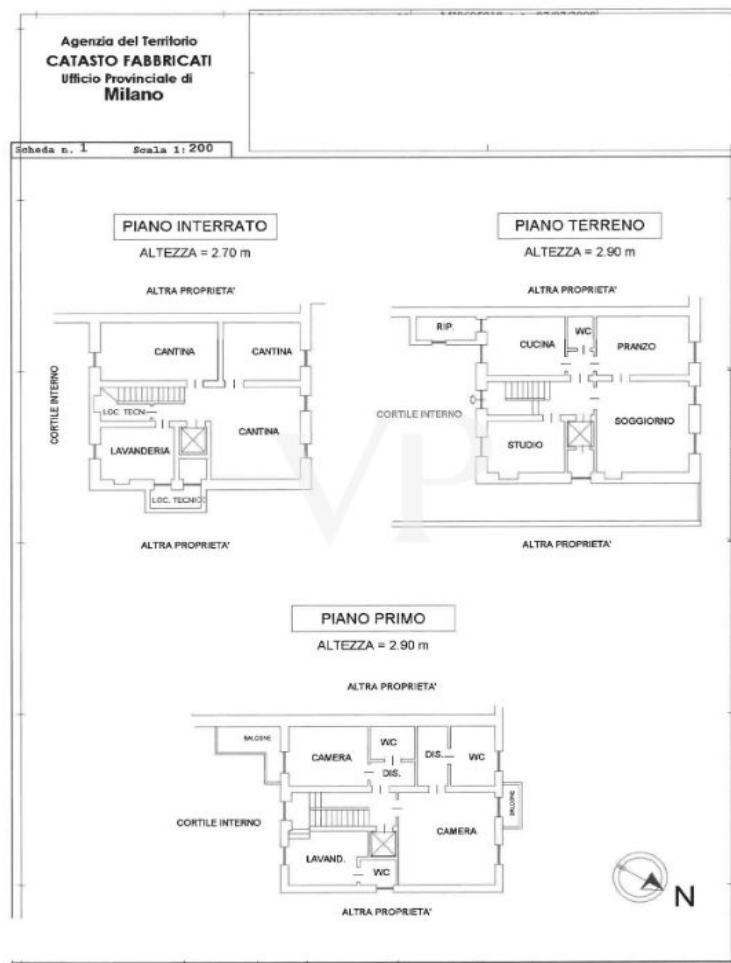 Agenzia del Territorio
CATASTO FABBRICATI
Ufficio Provinciale di
Milano
Scheda n. 1 Scala 1: 200
PIANO INTERRATO
ALTEZZA = 2.70 m
ALTRA PROPRIETA'
CANTINA
CANTINA
CORTILE INTERNO
LOC. TECN
CANTINA
LAVANDERIA
LOC. TECNICO
ALTRA PROPRIETA'
PIANO TERRENO
ALTEZZA = 2.90 m
ALTRA PROPRIETA'
RIP.
WC
CUCINA
PRANZO
CORTILE INTERNO
SOGGIORNO
STUDIO
ALTRA PROPRIETA'
VP
PIANO PRIMO
ALTEZZA = 2.90 m
ALTRA PROPRIETA'
BALCONE
WC
CAMERA
DIS.
WC
DIS.
BALCONE
CORTILE INTERNO
CAMERA
LAVAND.
WC
N
ALTRA PROPRIETA'